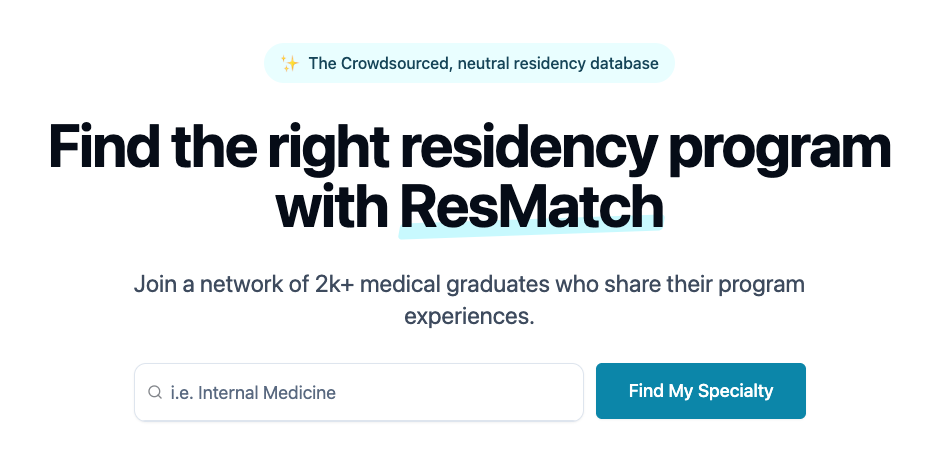 ✨ The Crowdsourced, neutral residency database
Find the right residency program
with ResMatch
Join a network of 2k+ medical graduates who share their program
experiences.
i.e. Internal Medicine
Find My Specialty